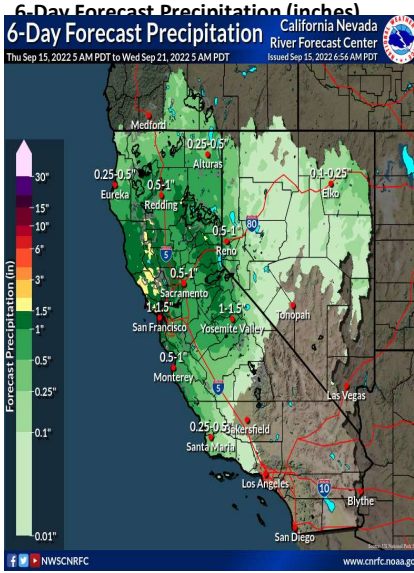 6-Day Forecast Precipitation (inches)
6-Day Forecast Precipitation
California Nevada
River Forecast Center
Thu Sep 15, 2022 5 AM PDT to Wed Sep 21, 2022 5 AM PDT
Issued Sep 15, 2022 6:56 AM PDT
Medford
0.25-0.5"
Alturas
0.25-0.5"
Eureka
0.5-1"
Redding
0.1-0.25"
Elko
80
0.5-1"
Reno
5
0.5-1"
Sacramento
1-1.5"
San Francisco
1-1.5"
Yosemite Valley
Tonopah
0.5-1"
Monterey
5
Las Vegas
0.25-0.5"
Bakersfield
Santa Maria
Los Angeles
10
Blythe
San Diego
Forecast Precipitation (in)
30"
15"
10"
6"
3"
1.5"
1"
0.5"
0.25"
0.1"
0.01"
NWSCNRFC
www.cnrfc.noaa.go